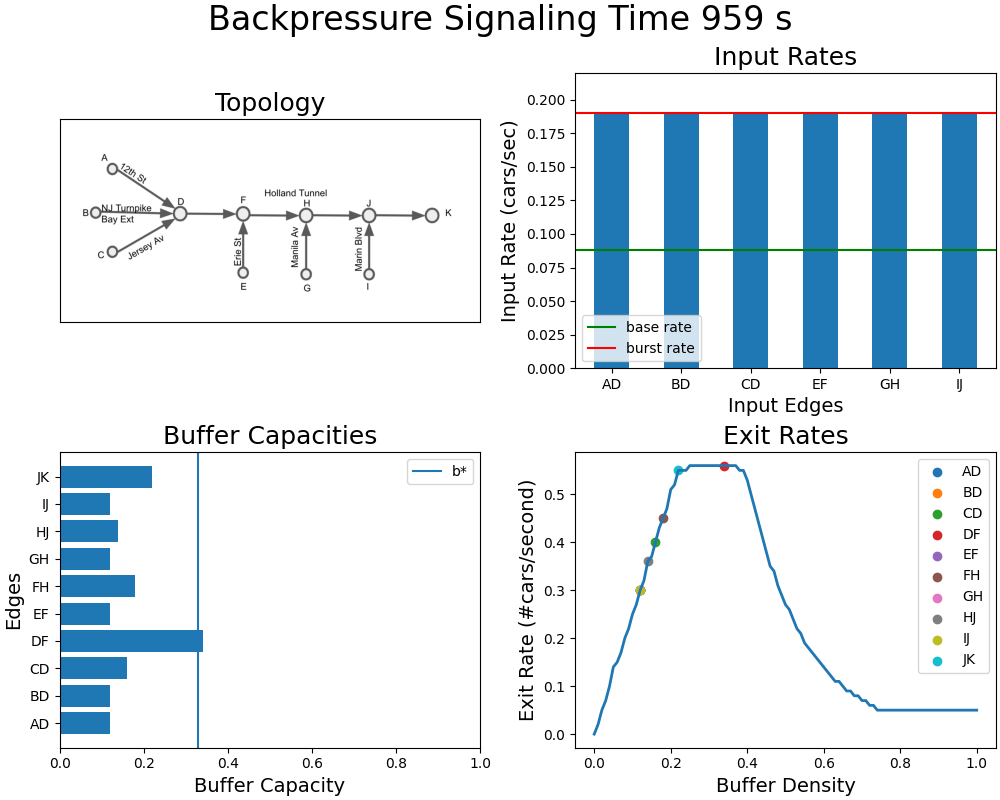 Backpressure Signaling Time 959 s
Topology
A
12th St
B
NJ Turnpike
Bay Ext
C
Jersey Av
D
F
Holland Tunnel
H
J
K
Erie St
Manila Av
Marin Blvd
E
G
I
Input Rates
Input Rate (cars/sec)
0.200
0.175
0.150
0.125
0.100
0.075
0.050
0.025
0.000
base rate
burst rate
AD BD CD EF GH IJ
Input Edges
Buffer Capacities
Edges
JK
IJ
HJ
GH
FH
EF
DF
CD
BD
AD
b*
0.0 0.2 0.4 0.6 0.8 1.0
Buffer Capacity
Exit Rates
Exit Rate (#cars/second)
0.5
0.4
0.3
0.2
0.1
0.0
AD
BD
CD
DF
EF
FH
GH
HJ
IJ
JK
0.0 0.2 0.4 0.6 0.8 1.0
Buffer Density